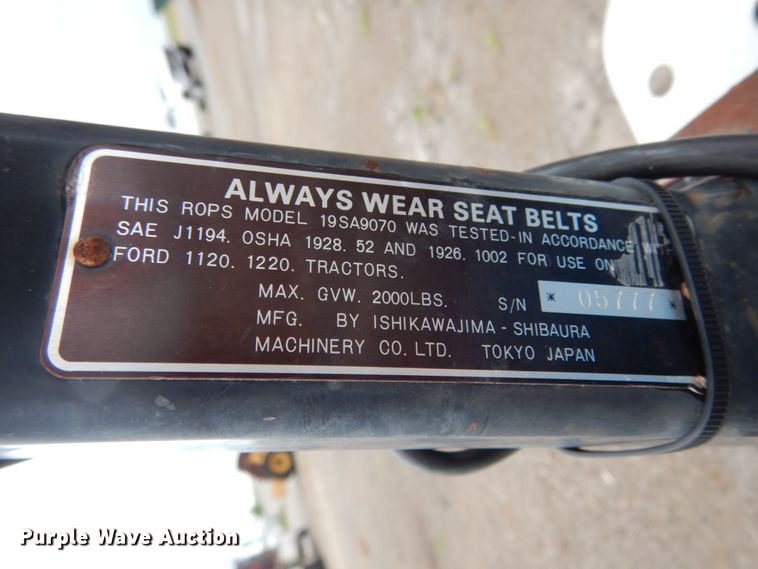 ALWAYS WEAR SEAT BELTS
THIS ROPS MODEL 19SA9070 WAS TESTED-IN ACCORDANCE
SAE J1194. OSHA 1928. 52 AND 1926. 1002 FOR USE ON
FORD 1120. 1220. TRACTORS.
MAX. GVW. 2000LBS. S/N * 05777 *
MFG. BY ISHIKAWAJIMA - SHIBAURA
MACHINERY CO. LTD. TOKYO JAPAN
Purple Wave Auction